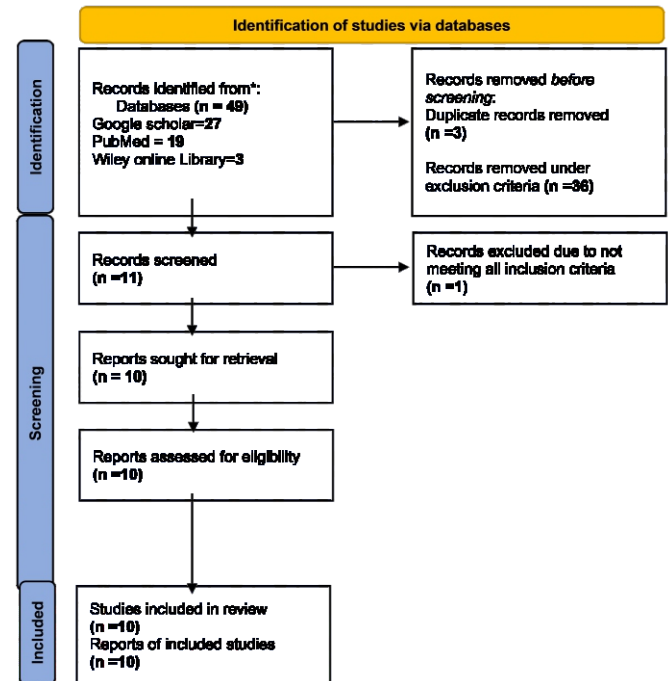 Identification of studies via databases
Identification
Records identified from*:
Databases (n = 49)
Google scholar=27
PubMed = 19
Wiley online Library=3
Records removed before
screening:
Duplicate records removed
(n =3)
Records removed under
exclusion criteria (n =36)
Screening
Records screened
(n =11)
Records excluded due to not
meeting all inclusion criteria
(n =1)
Reports sought for retrieval
(n = 10)
Reports assessed for eligibility
(n =10)
Included
Studies included in review
(n =10)
Reports of included studies
(n =10)